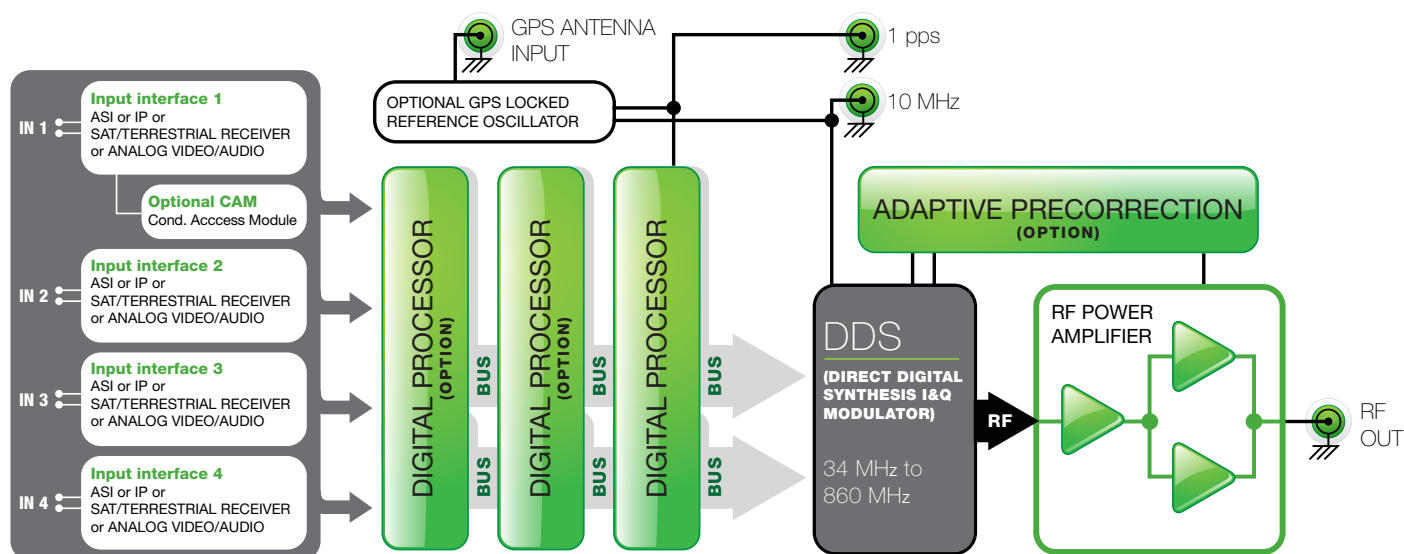 GPS ANTENNA
INPUT
1 pps
10 MHz
OPTIONAL GPS LOCKED
REFERENCE OSCILLATOR
IN 1
Input interface 1
ASI or IP or
SAT/TERRESTRIAL RECEIVER
or ANALOG VIDEO/AUDIO
Optional CAM
Cond. Acccess Module
IN 2
Input interface 2
ASI or IP or
SAT/TERRESTRIAL RECEIVER
or ANALOG VIDEO/AUDIO
IN 3
Input interface 3
ASI or IP or
SAT/TERRESTRIAL RECEIVER
or ANALOG VIDEO/AUDIO
IN 4
Input interface 4
ASI or IP or
SAT/TERRESTRIAL RECEIVER
or ANALOG VIDEO/AUDIO
DIGITAL PROCESSOR
(OPTION)
BUS
BUS
DIGITAL PROCESSOR
(OPTION)
BUS
BUS
DIGITAL PROCESSOR
BUS
BUS
ADAPTIVE PRECORRECTION
(OPTION)
DDS
(DIRECT DIGITAL
SYNTHESIS I&Q
MODULATOR)
34 MHz to
860 MHz
RF
RF POWER
AMPLIFIER
RF
OUT